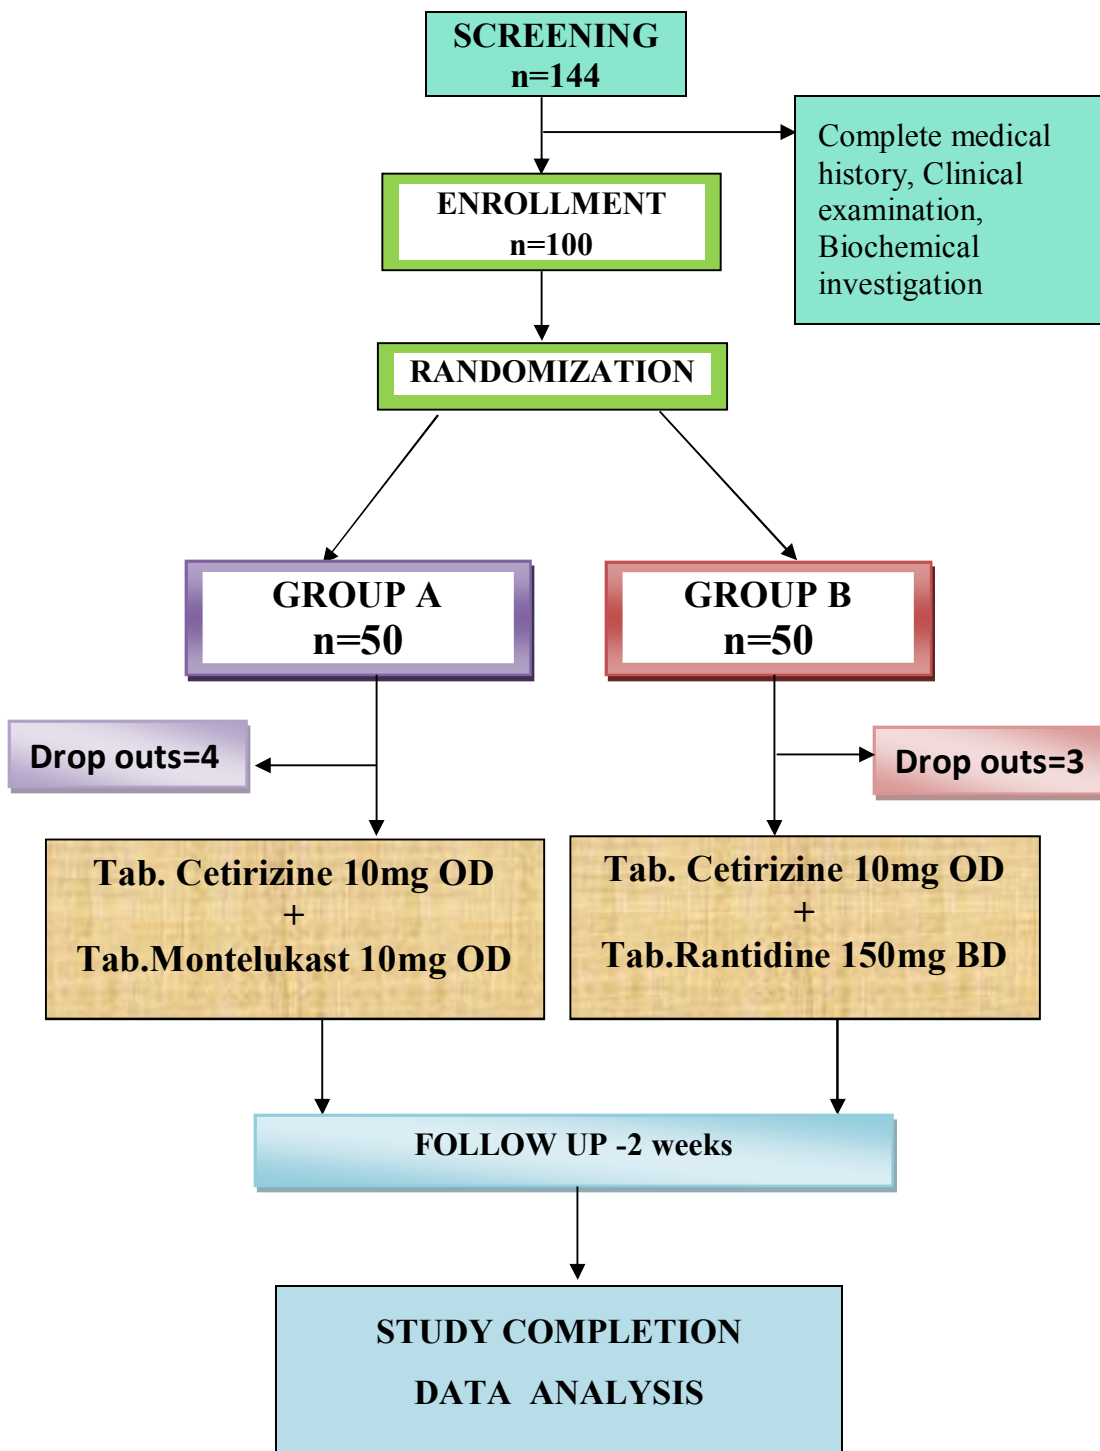 SCREENING
n=144
Complete medical
history, Clinical
examination,
Biochemical
investigation
ENROLLMENT
n=100
RANDOMIZATION
GROUP A
n=50
GROUP B
n=50
Drop outs=4
Drop outs=3
Tab. Cetirizine 10mg OD
+
Tab.Montelukast 10mg OD
Tab. Cetirizine 10mg OD
+
Tab.Rantidine 150mg BD
FOLLOW UP -2 weeks
STUDY COMPLETION
DATA ANALYSIS